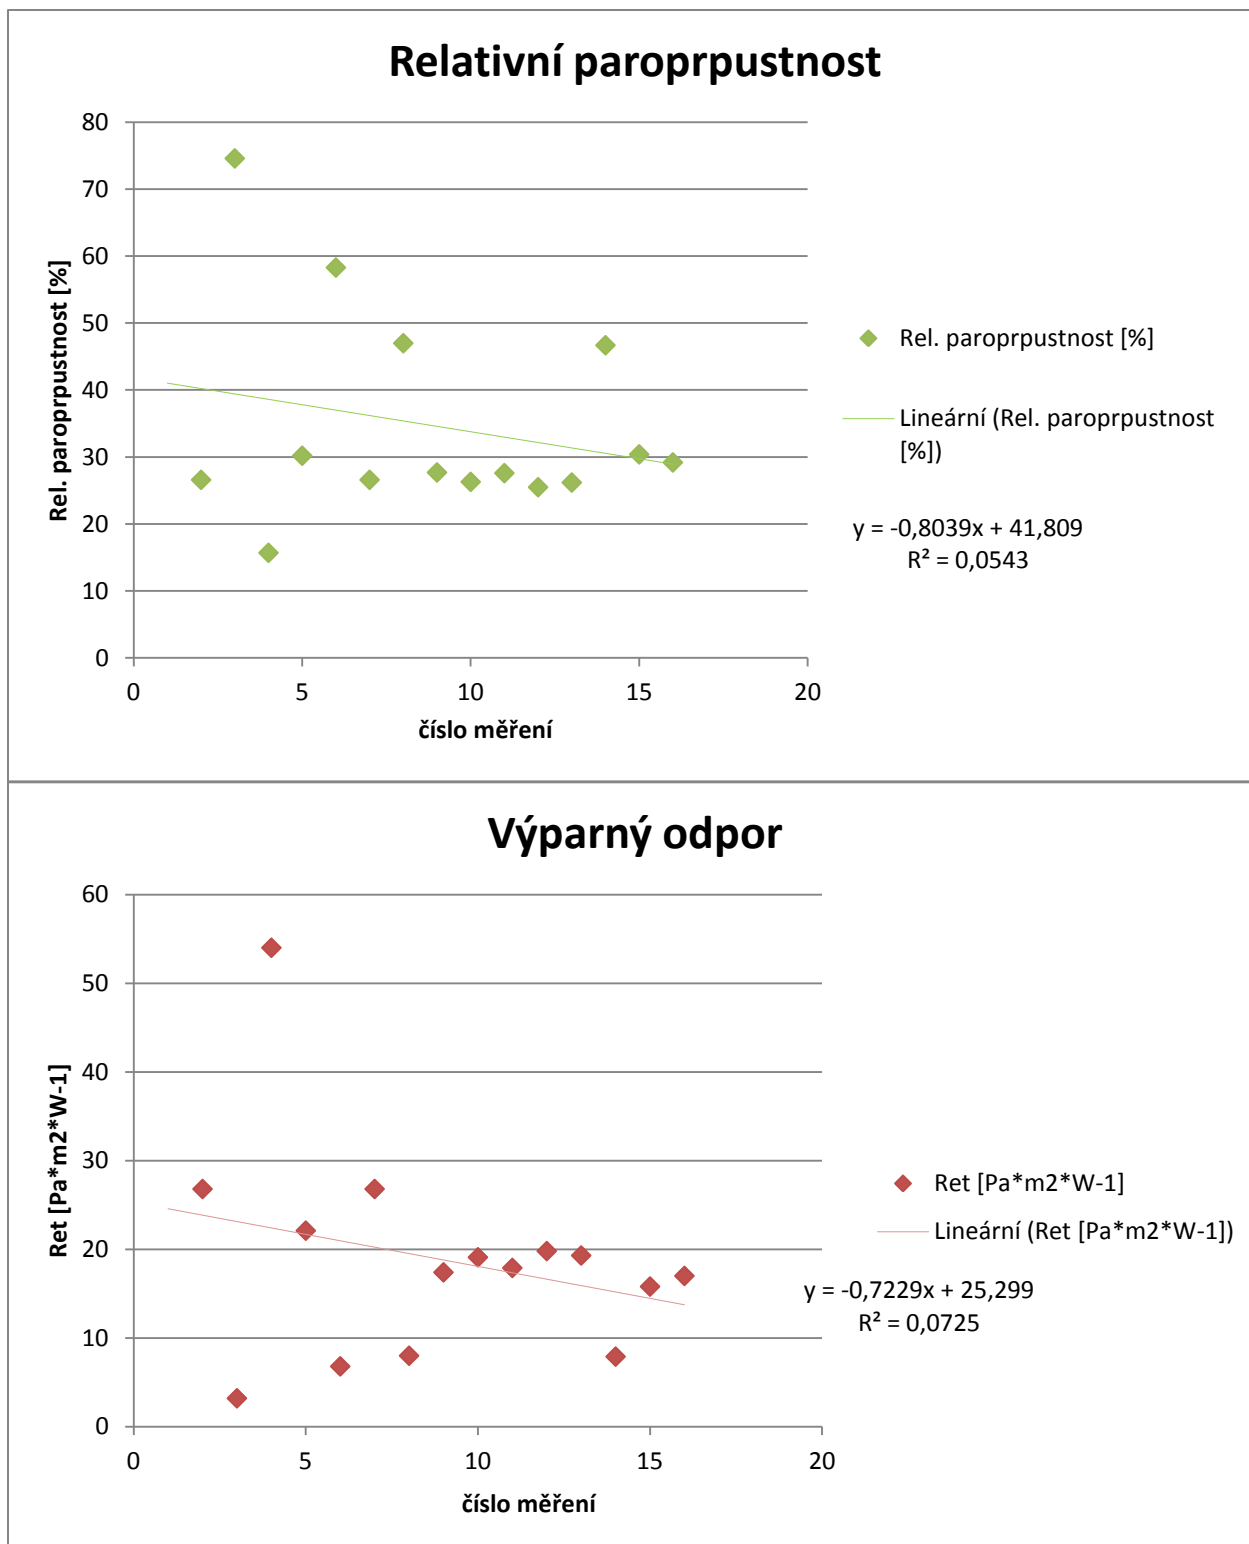 Relativní paroprpustnost
80
70
60
50
40
30
20
10
0
Rel. paroprpustnost [%]
0 5 10 15 20
číslo měření
Rel. paroprpustnost [%]
Lineární (Rel. paroprpustnost
[%])
y = -0,8039x + 41,809
R² = 0,0543
Výparný odpor
60
50
40
30
20
10
0
Ret [Pa*m2*W-1]
0 5 10 15 20
číslo měření
Ret [Pa*m2*W-1]
Lineární (Ret [Pa*m2*W-1])
y = -0,7229x + 25,299
R² = 0,0725